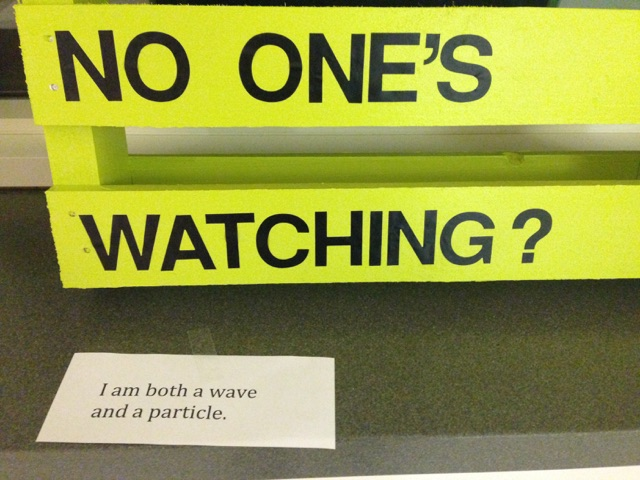 NO ONE'S
WATCHING?
I am both a wave
and a particle.